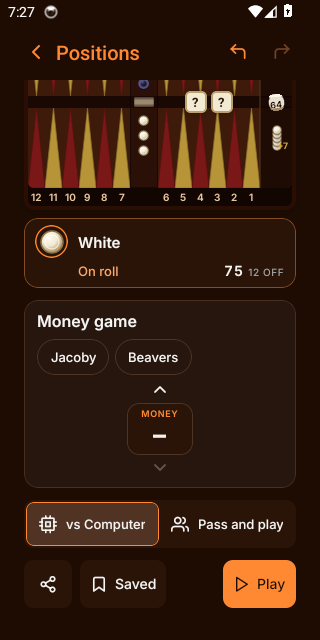 7:27
Positions
? ?
64
7
12 11 10 9 8 7 6 5 4 3 2 1
White
On roll
75 12 OFF
Money game
Jacoby
Beavers
MONEY
–
vs Computer
Pass and play
Saved
Play